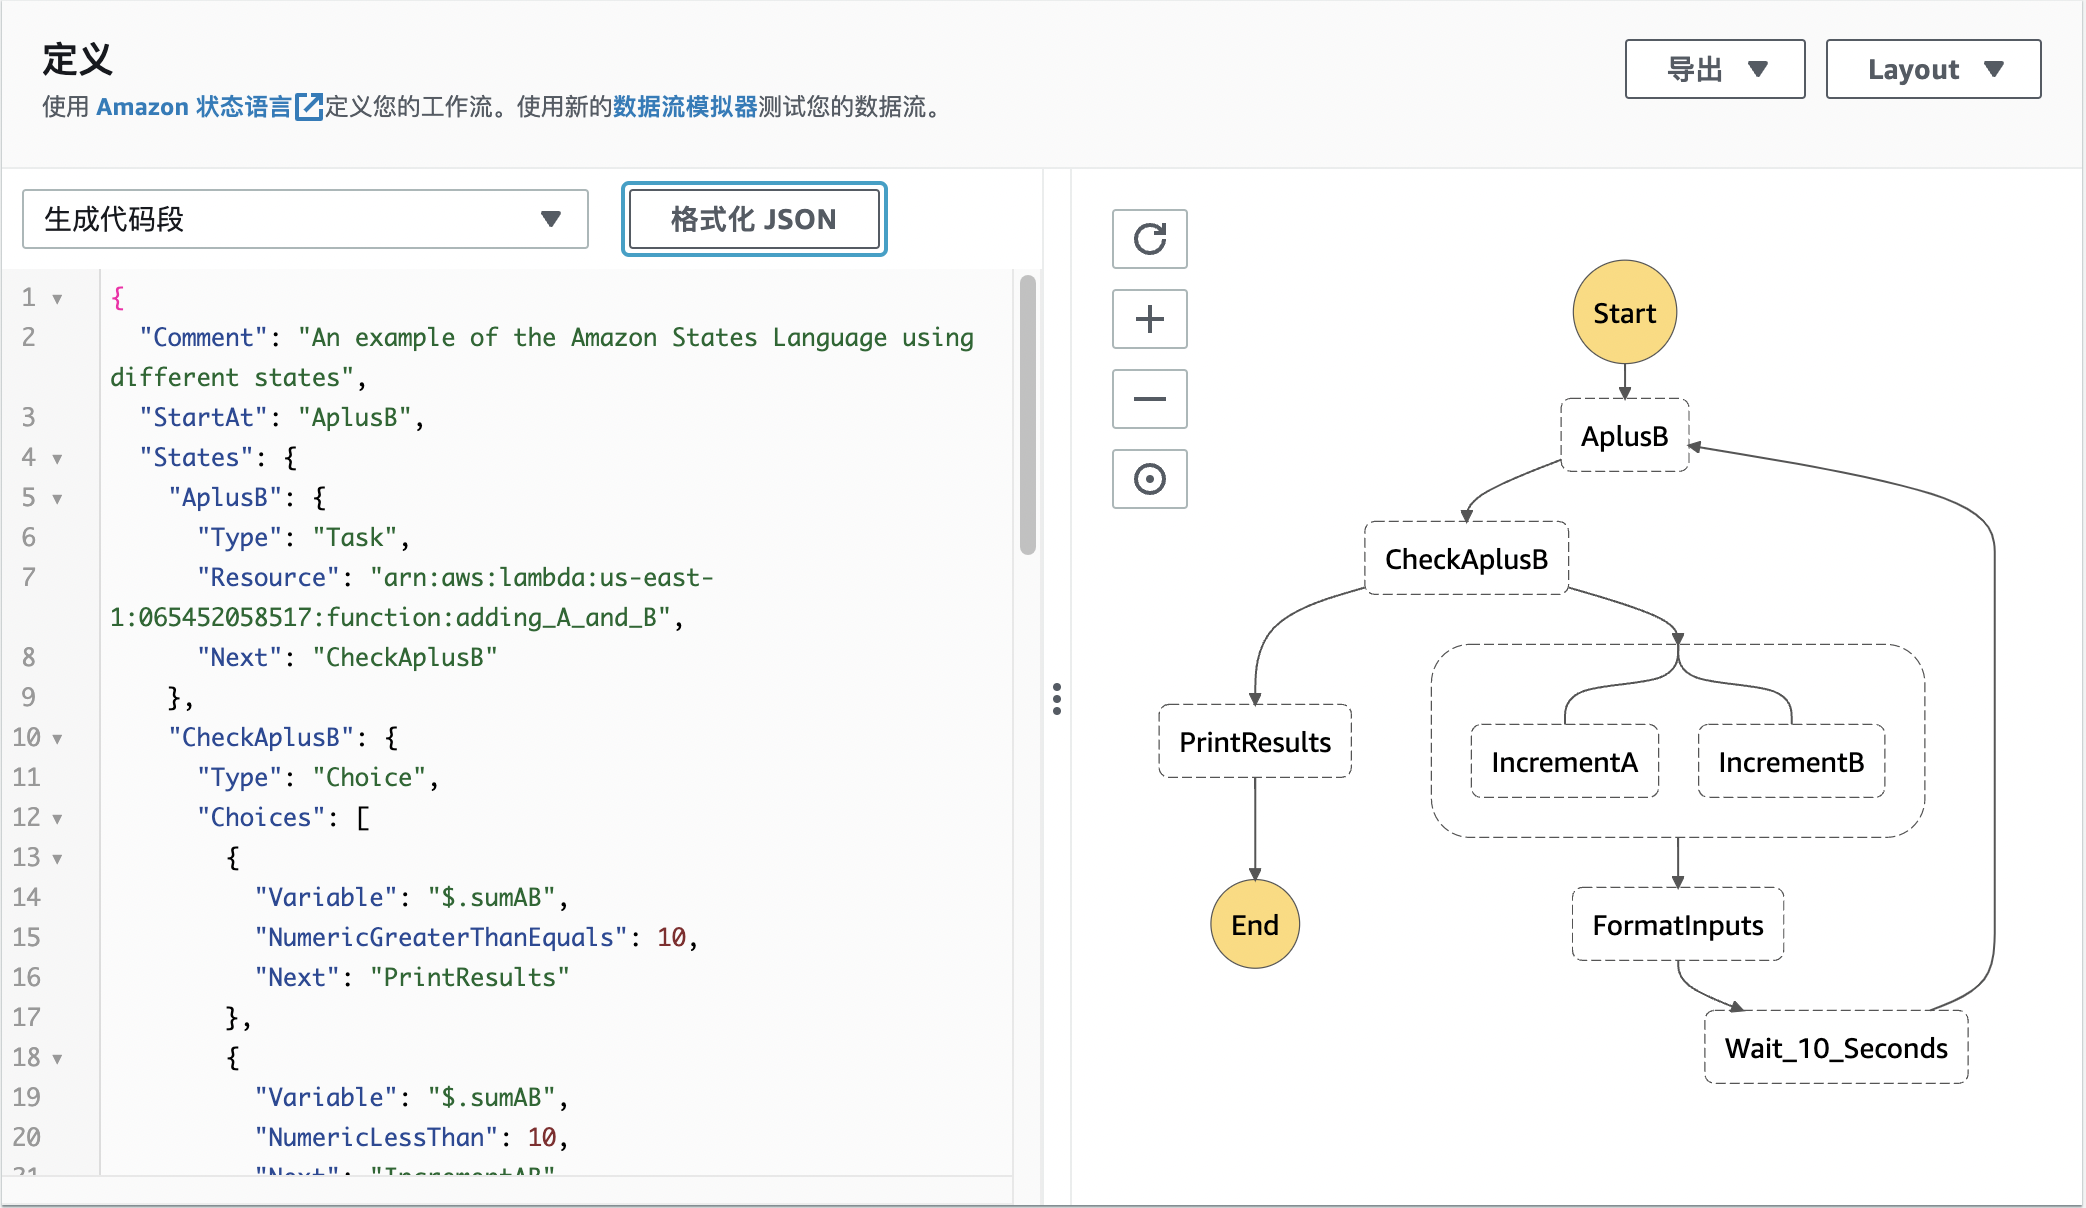 定义
使用 Amazon 状态语言定义您的工作流。使用新的数据流模拟器测试您的数据流。
导出
Layout
生成代码段
格式化 JSON
1 {
2 "Comment": "An example of the Amazon States Language using
different states",
3 "StartAt": "AplusB",
4 "States": {
5 "AplusB": {
6 "Type": "Task",
7 "Resource": "arn:aws:lambda:us-east-
1:065452058517:function:adding_A_and_B",
8 "Next": "CheckAplusB"
9 },
10 "CheckAplusB": {
11 "Type": "Choice",
12 "Choices": [
13 {
14 "Variable": "$.sumAB",
15 "NumericGreaterThanEquals": 10,
16 "Next": "PrintResults"
17 },
18 {
19 "Variable": "$.sumAB",
20 "NumericLessThan": 10,
21 "Next": "IncrementAB"
Start
AplusB
CheckAplusB
PrintResults
IncrementA
IncrementB
End
FormatInputs
Wait_10_Seconds